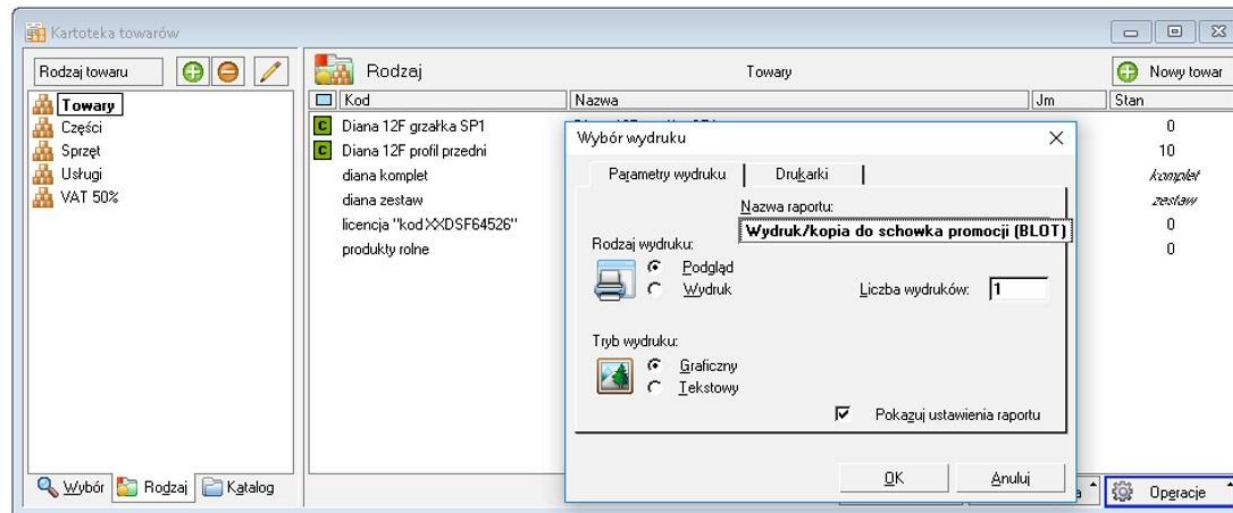 Kartoteka towarów
Rodzaj towaru
Rodzaj
Towary
Nowy towar
Kod
Nazwa
Jm
Stan
Towary
Części
Sprzęt
Usługi
VAT 50%
C Diana 12F grzałka SP1
0
C Diana 12F profil przedni
10
diana komplet
komplet
diana zestaw
zestaw
licencja "kod XXDSF64526"
0
produkty rolne
0
Wybór wydruku
Parametry wydruku
Drukarki
Nazwa raportu:
Wydruk/kopia do schowka promocji (BLOT)
Rodzaj wydruku:
Podgląd
Wydruk
Liczba wydruków: 1
Tryb wydruku:
Graficzny
Tekstowy
Pokazuj ustawienia raportu
OK
Anuluj
Wybór
Rodzaj
Katalog
Operacje